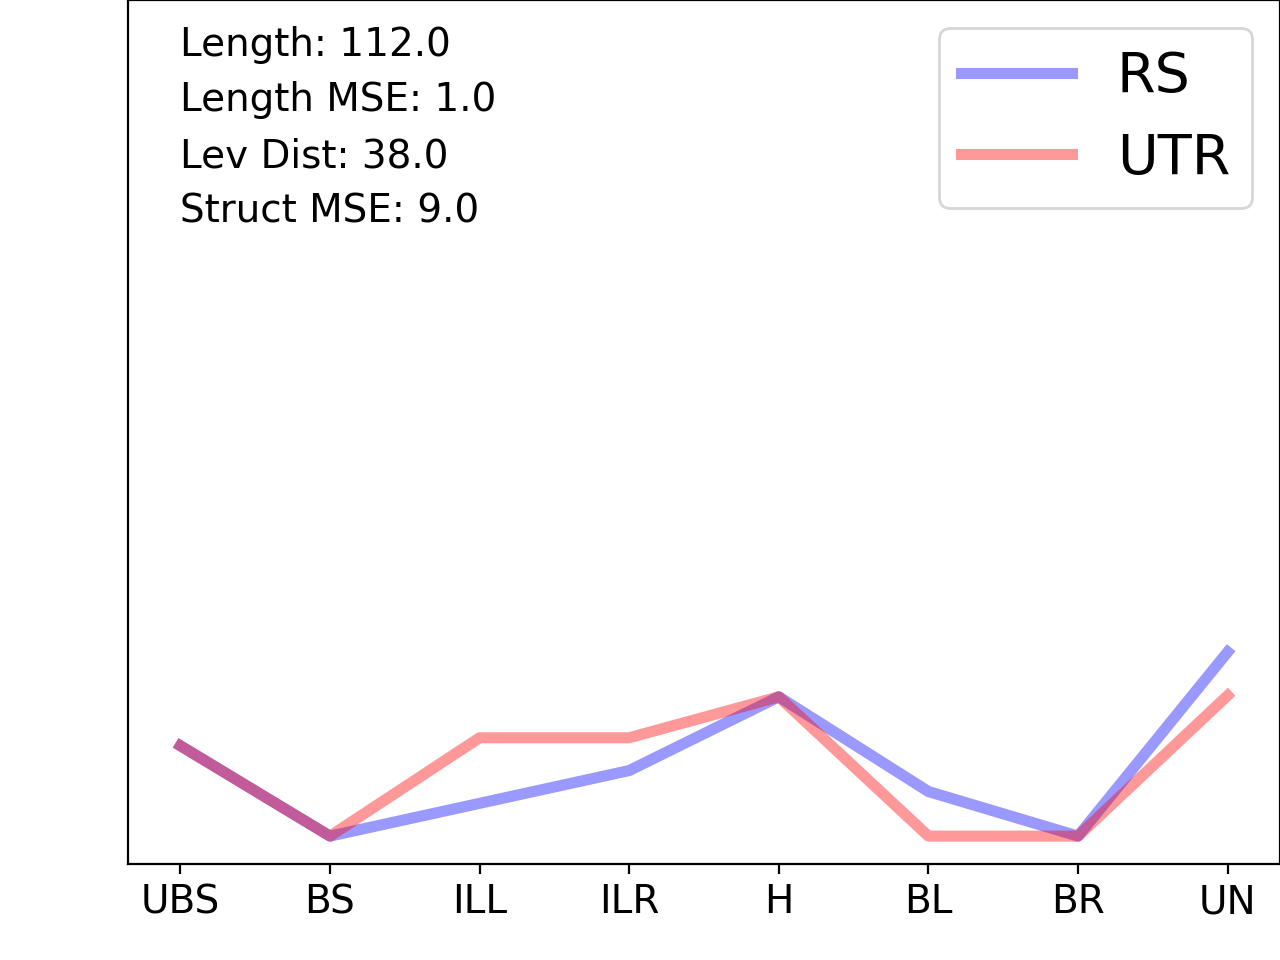 Length: 112.0
Length MSE: 1.0
Lev Dist: 38.0
Struct MSE: 9.0
RS
UTR
UBS BS ILL ILR H BL BR UN